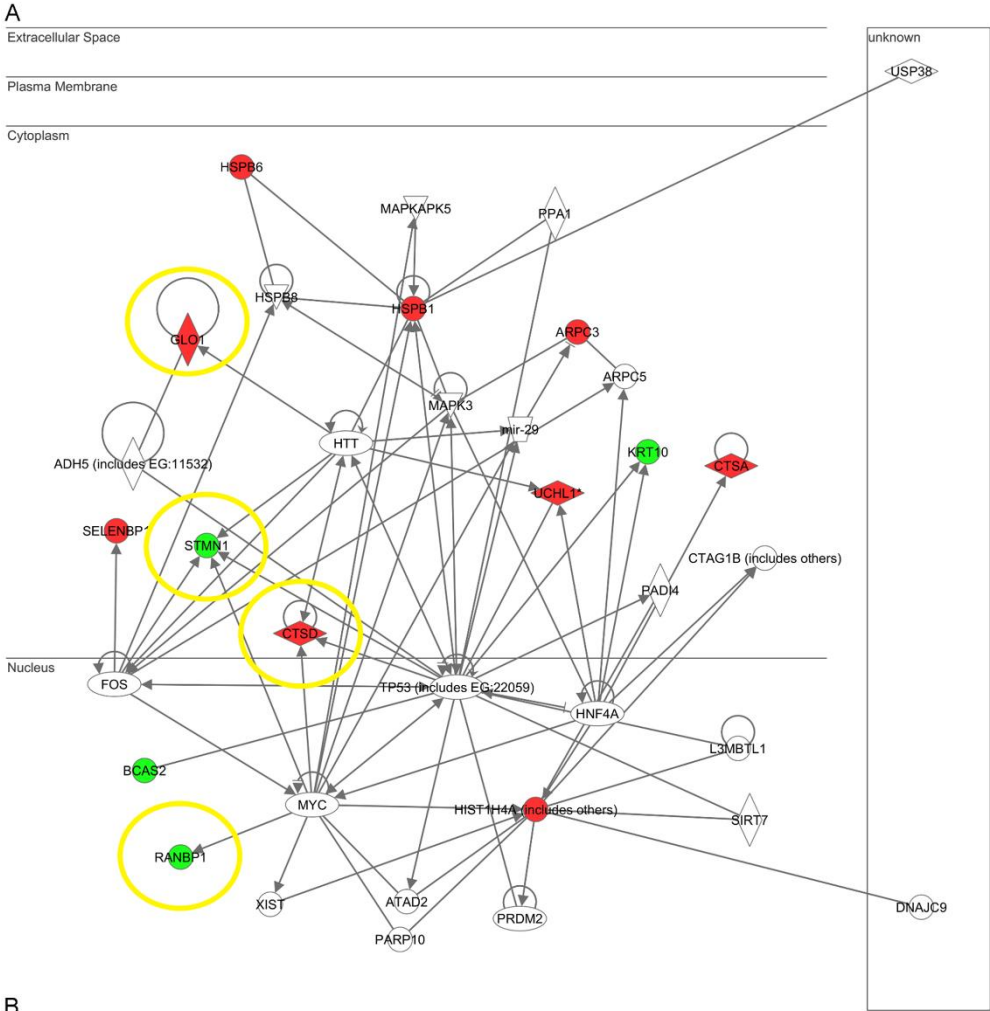 A
Extracellular Space
unknown
USP38
Plasma Membrane
Cytoplasm
HSPB6
MAPKAPK5
PPA1
HSPB8
HSPB1
GLO1
ARPC3
ARPC5
MAPK3
mir-29
HTT
KRT10
ADH5 (includes EG:11532)
CTSA
UCHL1*
SELENBP1
STMN1
CTAG1B (includes others)
PADI4
CTSD
Nucleus
FOS
TP53 (includes EG:22059)
HNF4A
L3MBTL1
BCAS2
MYC
HIST1H4A (includes others)
SIRT7
RANBP1
XIST
ATAD2
PRDM2
DNAJC9
PARP10
B